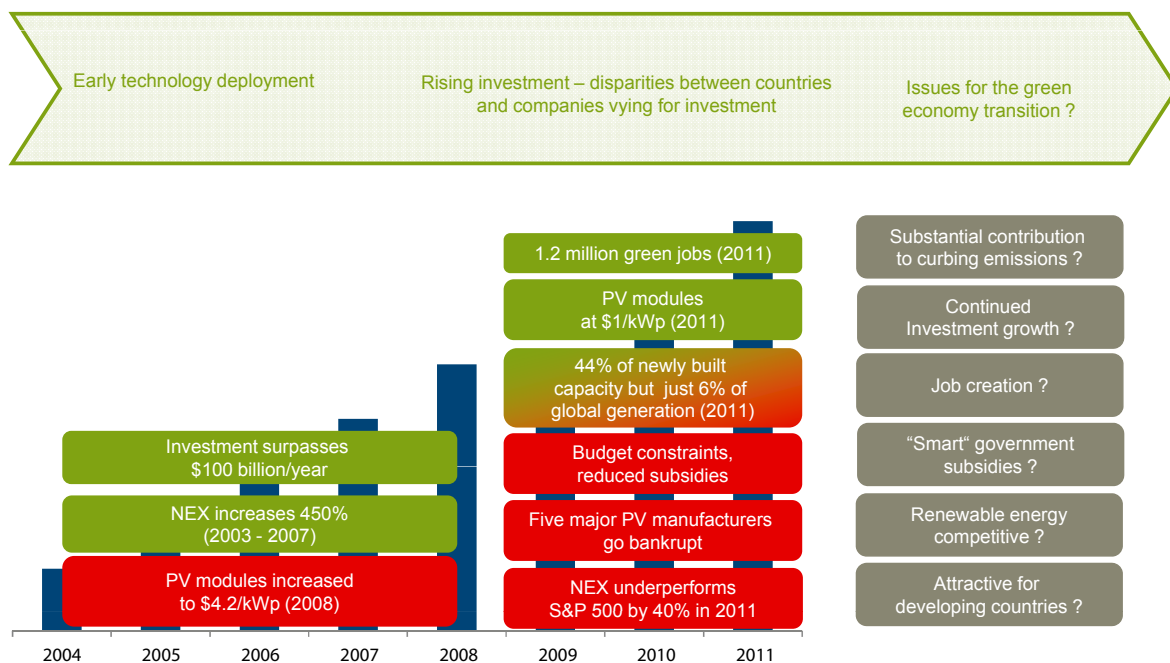 Early technology deployment
Rising investment – disparities between countries
and companies vying for investment
Issues for the green
economy transition ?
Investment surpasses
$100 billion/year
NEX increases 450%
(2003 - 2007)
PV modules increased
to $4.2/kWp (2008)
1.2 million green jobs (2011)
PV modules
at $1/kWp (2011)
44% of newly built
capacity but just 6% of
global generation (2011)
Budget constraints,
reduced subsidies
Five major PV manufacturers
go bankrupt
NEX underperforms
S&P 500 by 40% in 2011
Substantial contribution
to curbing emissions ?
Continued
Investment growth ?
Job creation ?
“Smart“ government
subsidies ?
Renewable energy
competitive ?
Attractive for
developing countries ?
2004 2005 2006 2007 2008 2009 2010 2011